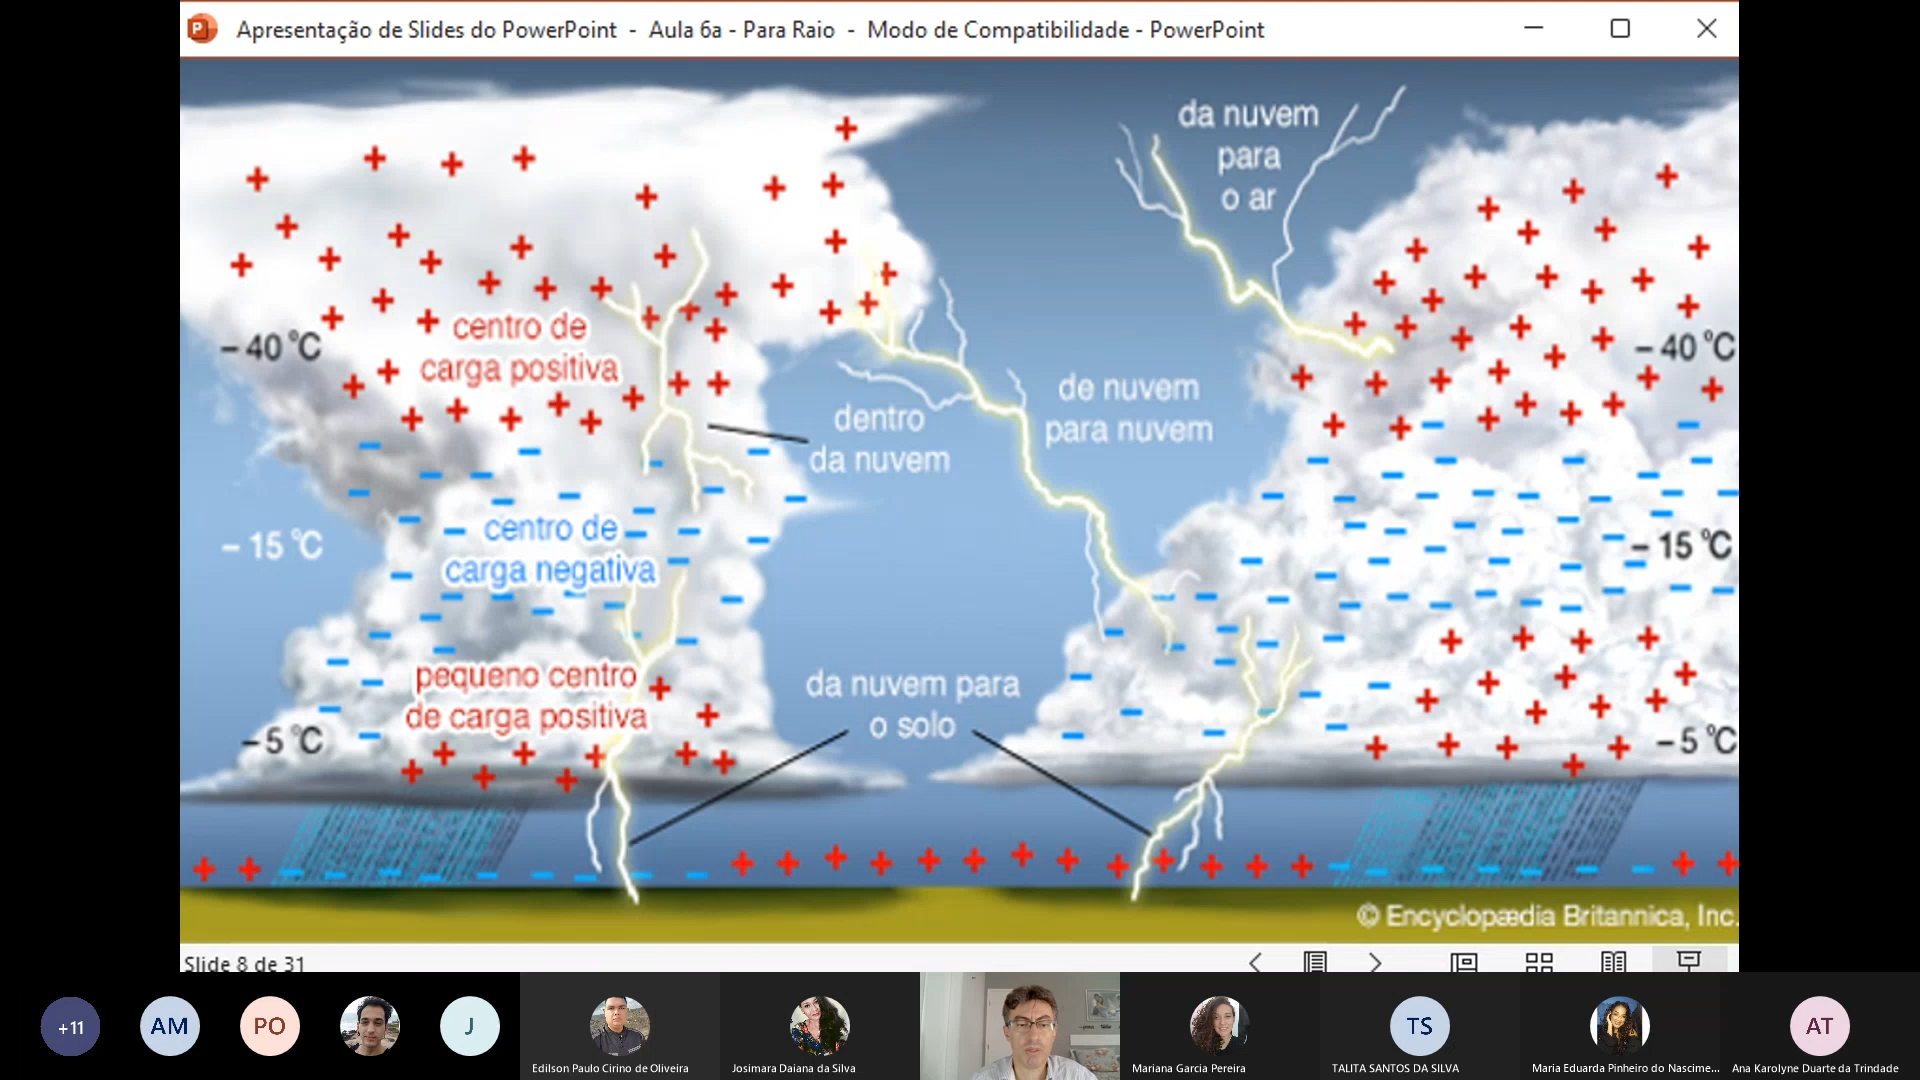 Apresentação de Slides do PowerPoint - Aula 6a - Para Raio - Modo de Compatibilidade - PowerPoint
da nuvem
para
o ar
- 40 °C
centro de
carga positiva
- 40 °C
dentro
da nuvem
de nuvem
para nuvem
- 15 °C
centro de
carga negativa
- 15 °C
pequeno centro
de carga positiva
da nuvem para
o solo
- 5 °C
- 5 °C
© Encyclopædia Britannica, Inc.
Slide 8 de 31
+11
AM
PO
J
TS
AT
Edilson Paulo Cirino de Oliveira
Josimara Daiana da Silva
Mariana Garcia Pereira
TALITA SANTOS DA SILVA
Maria Eduarda Pinheiro do Nascime...
Ana Karolyne Duarte da Trindade